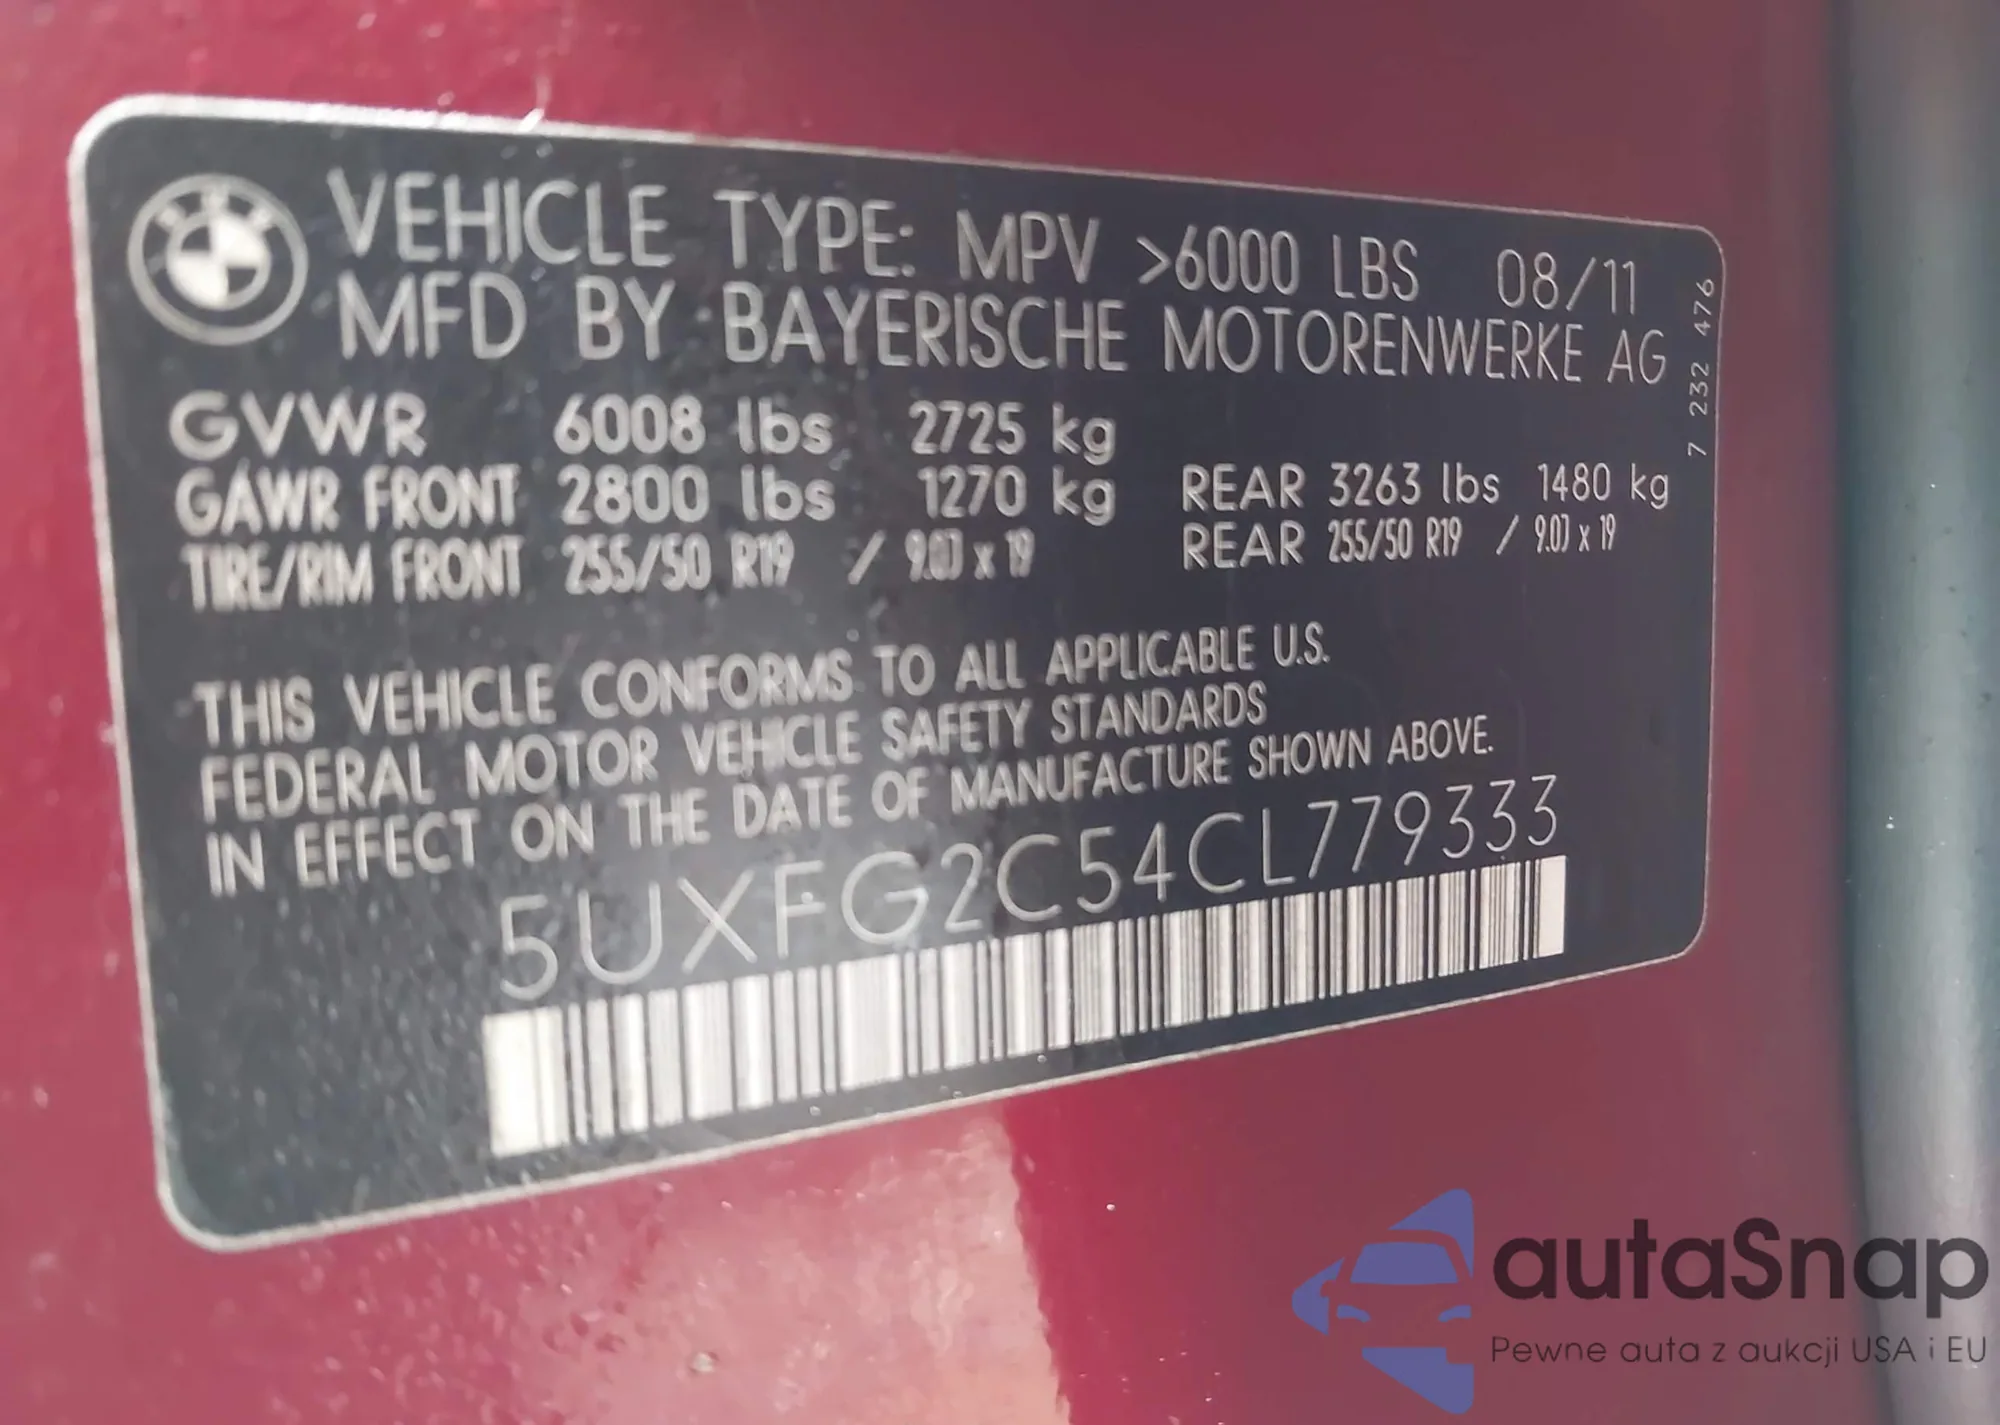 BMW
VEHICLE TYPE: MPV >6000 LBS 08/11
MFD BY BAYERISCHE MOTORENWERKE AG
7 232 476
GVWR 6008 lbs 2725 kg
GAWR FRONT 2800 lbs 1270 kg REAR 3263 lbs 1480 kg
TIRE/RIM FRONT 255/50 R19 / 9.0J x 19 REAR 255/50 R19 / 9.0J x 19
THIS VEHICLE CONFORMS TO ALL APPLICABLE U.S.
FEDERAL MOTOR VEHICLE SAFETY STANDARDS
IN EFFECT ON THE DATE OF MANUFACTURE SHOWN ABOVE.
5UXFG2C54CL779333
autaSnap
Pewne auta z aukcji USA i EU